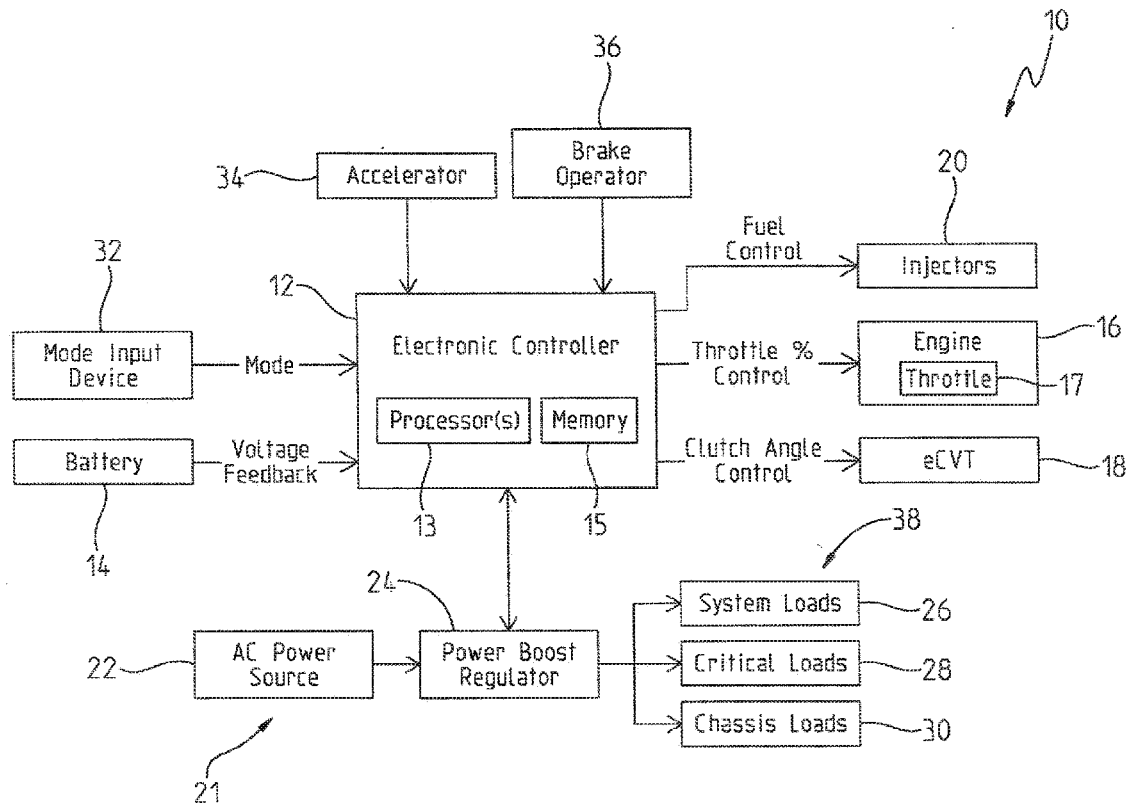 10
36
34
Accelerator
Brake
Operator
20
Fuel
Control
Injectors
32
12
Mode Input
Device
Mode
Electronic Controller
Throttle %
Control
Engine
Throttle
16
17
Processor(s)
Memory
Battery
Voltage
Feedback
Clutch Angle
Control
eCVT
18
14
13
15
38
24
System Loads
26
22
AC Power
Source
Power Boost
Regulator
Critical Loads
28
Chassis Loads
30
21